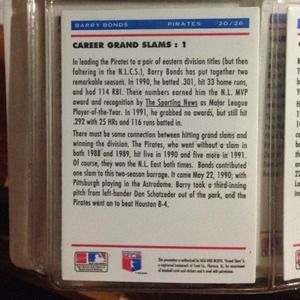 BARRY BONDS PIRATES 20/26
CAREER GRAND SLAMS : 1
In leading the Pirates to a pair of eastern division titles (but then
faltering in the N.L.C.S.), Barry Bonds has put together two
remarkable seasons. In 1990, he batted .301, hit 33 home runs,
and had 114 RBI. These numbers earned him the N.L. MVP
award and recognition by The Sporting News as Major League
Player-of-the-Year. In 1991, he grabbed no awards, but still hit
.292 with 25 HRs and 116 runs batted in.
There must be some connection between hitting grand slams and
winning the division. The Pirates, who went without a slam in
both 1988 and 1989, hit five in 1990 and five more in 1991.
Of course, they won the N.L. East both times. Bonds contributed
one slam to this two-season barrage. It came May 22, 1990; with
Pittsburgh playing in the Astrodome. Barry took a third-inning
pitch from left-hander Dan Schatzeder out of the park, and the
Pirates went on to beat Houston 8-4.